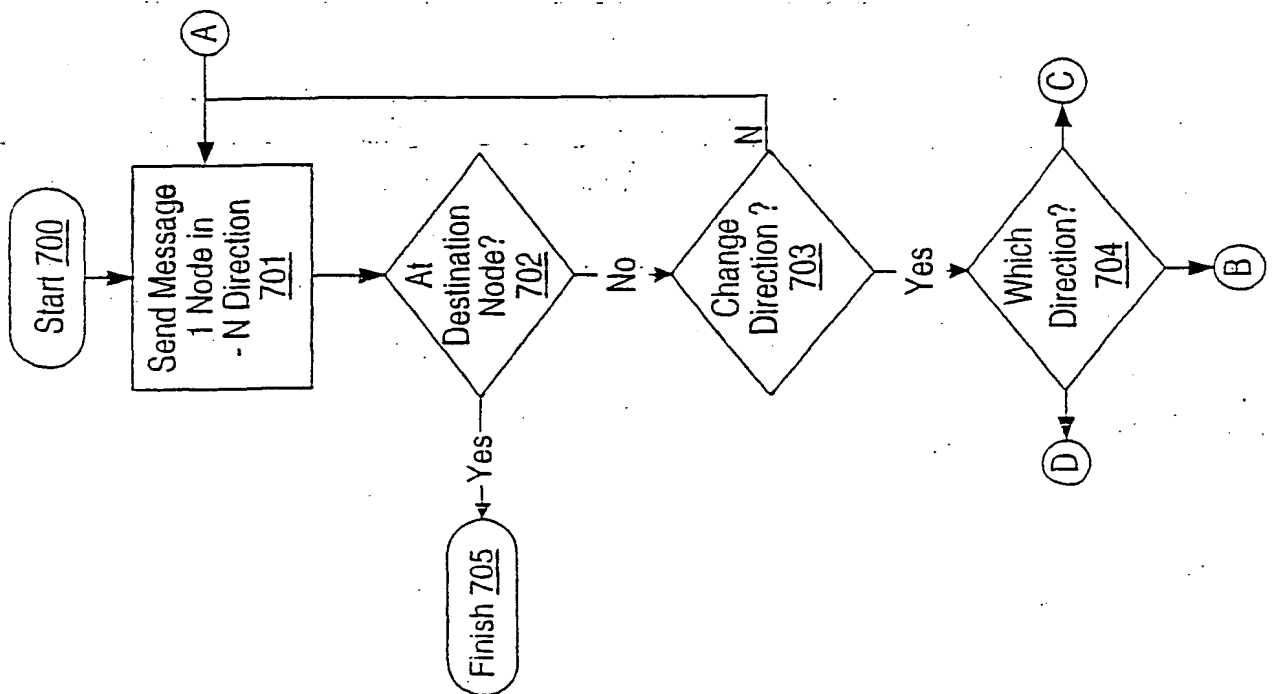 Start 700
A
Send Message
1 Node in
- N Direction
701
At
Destination
Node?
702
Yes
Finish 705
No
Change
Direction ?
703
N
Yes
Which
Direction?
704
D
C
B